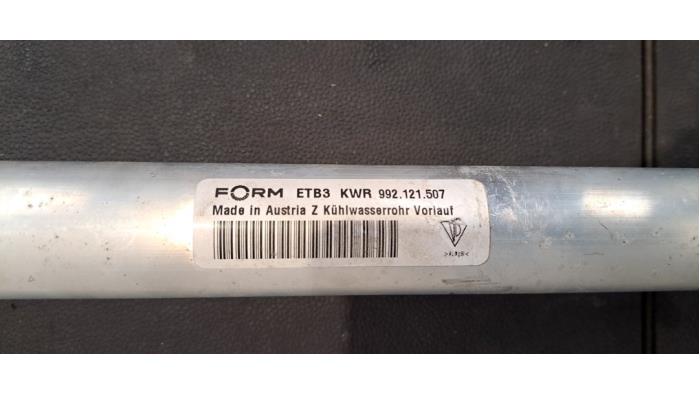 FORM ETB3 KWR 992.121.507
Made in Austria Z Kühlwasserrohr Vorlauf